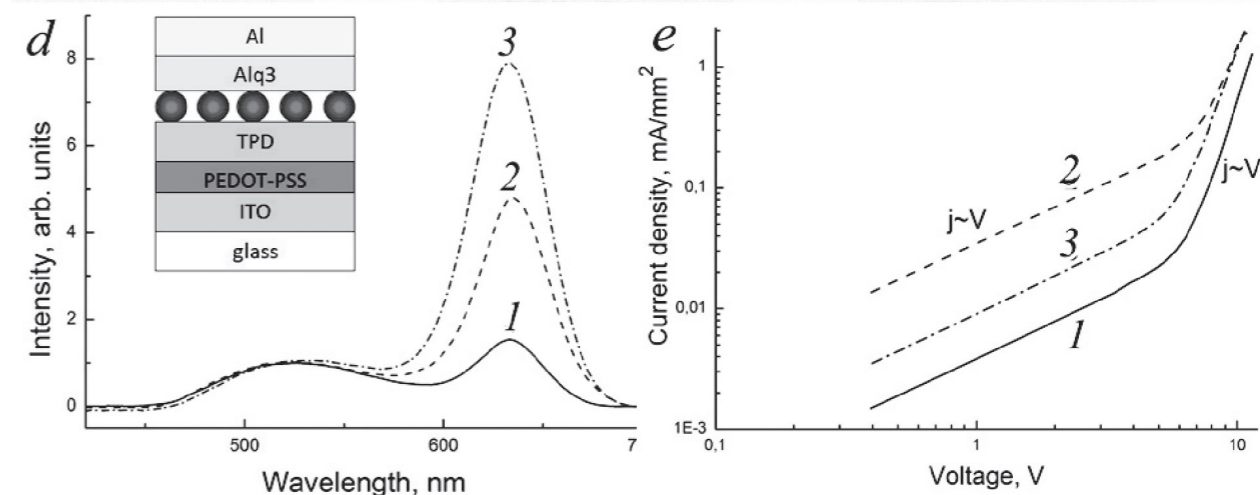 d
Al
Alq3
TPD
PEDOT-PSS
ITO
glass
8
6
4
2
0
Intensity, arb. units
500
600
7
Wavelength, nm
3
2
1
e
1
0,1
0,01
1E-3
Current density, mA/mm²
0,1
1
10
Voltage, V
2
3
1
j~V
j~V